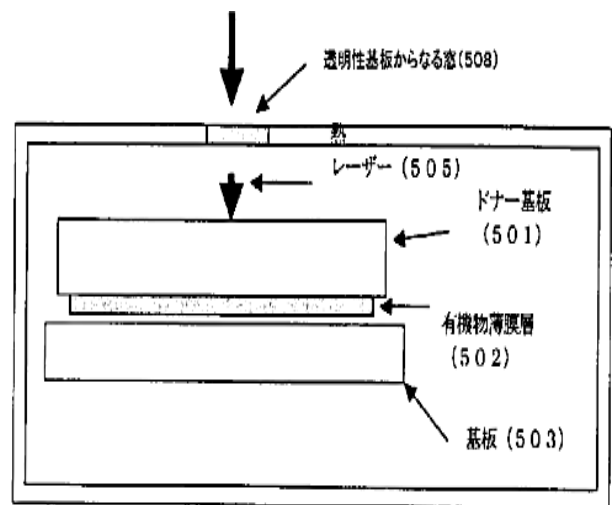 透明性基板からなる窓(508)
熱
レーザー(505)
ドナー基板
(501)
有機物薄膜層
(502)
基板(503)